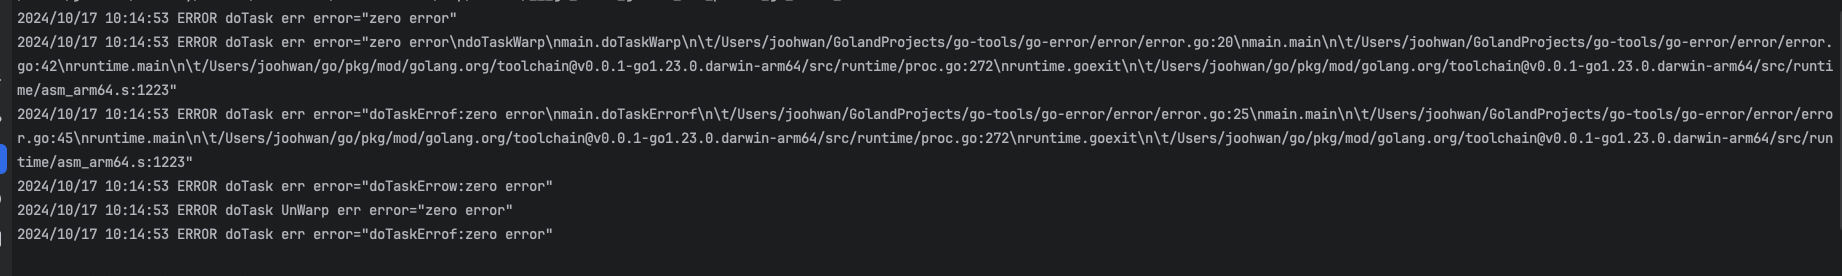 2024/10/17 10:14:53 ERROR doTask err error="zero error"
2024/10/17 10:14:53 ERROR doTask err error="zero error\ndoTaskWarp\nmain.doTaskWarp\n\t/Users/joohwan/GolandProjects/go-tools/go-error/error/error.go:20\nmain.main\n\t/Users/joohwan/GolandProjects/go-tools/go-error/error/error.
go:42\nruntime.main\n\t/Users/joohwan/go/pkg/mod/golang.org/toolchain@v0.0.1-go1.23.0.darwin-arm64/src/runtime/proc.go:272\nruntime.goexit\n\t/Users/joohwan/go/pkg/mod/golang.org/toolchain@v0.0.1-go1.23.0.darwin-arm64/src/runti
me/asm_arm64.s:1223"
2024/10/17 10:14:53 ERROR doTask err error="doTaskErrof:zero error\nmain.doTaskErrorf\n\t/Users/joohwan/GolandProjects/go-tools/go-error/error/error.go:25\nmain.main\n\t/Users/joohwan/GolandProjects/go-tools/go-error/error/erro
r.go:45\nruntime.main\n\t/Users/joohwan/go/pkg/mod/golang.org/toolchain@v0.0.1-go1.23.0.darwin-arm64/src/runtime/proc.go:272\nruntime.goexit\n\t/Users/joohwan/go/pkg/mod/golang.org/toolchain@v0.0.1-go1.23.0.darwin-arm64/src/run
time/asm_arm64.s:1223"
2024/10/17 10:14:53 ERROR doTask err error="doTaskErrow:zero error"
2024/10/17 10:14:53 ERROR doTask UnWarp err error="zero error"
2024/10/17 10:14:53 ERROR doTask err error="doTaskErrof:zero error"